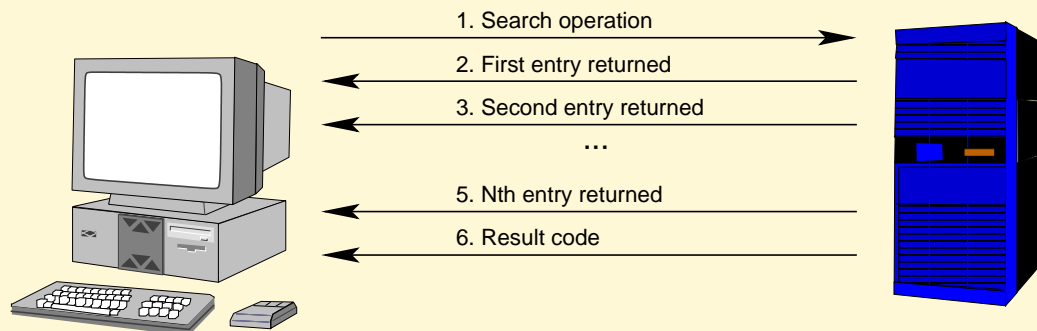 1. Search operation
2. First entry returned
3. Second entry returned
...
5. Nth entry returned
6. Result code